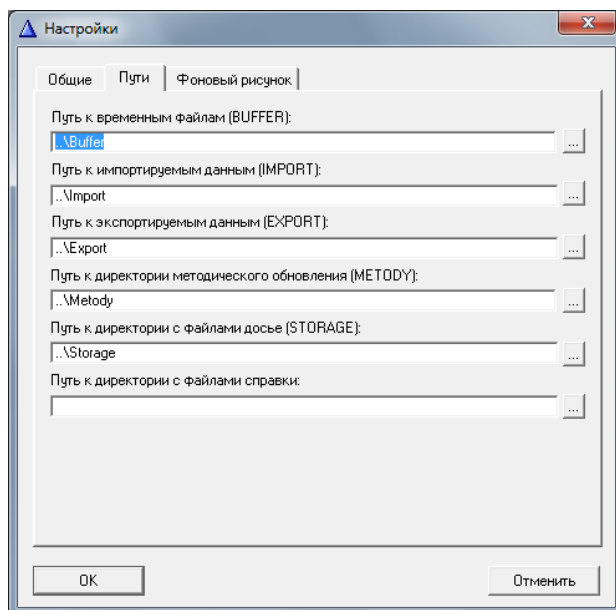 Настройки
Общие
Пути
Фоновый рисунок
Путь к временным файлам (BUFFER):
..\Buffer
...
Путь к импортируемым данным (IMPORT):
..\Import
...
Путь к экспортируемым данным (EXPORT):
..\Export
...
Путь к директории методического обновления (METODY):
..\Metody
...
Путь к директории с файлами досье (STORAGE):
..\Storage
...
Путь к директории с файлами справки:
...
OK
Отменить